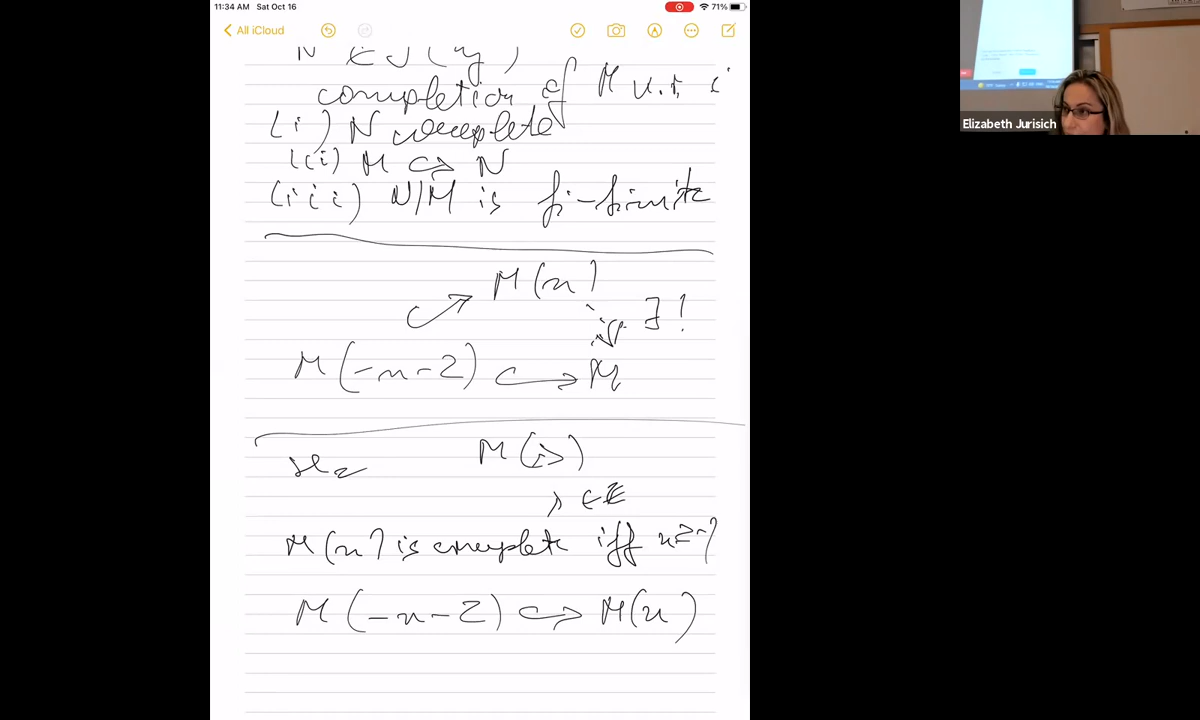 11:34 AM Sat Oct 16
71%
All iCloud
completion of M w.r.t. i
(i) N complete
(ii) M ↪ N
(iii) N/M is fi-finite
M(n)
∃!
M(-n-2) ↪ M
sl₂ M(λ)
λ ∈ ℤ
M(n) is complete iff n≥-1
M(-n-2) ↪ M(n)
Elizabeth Jurisich